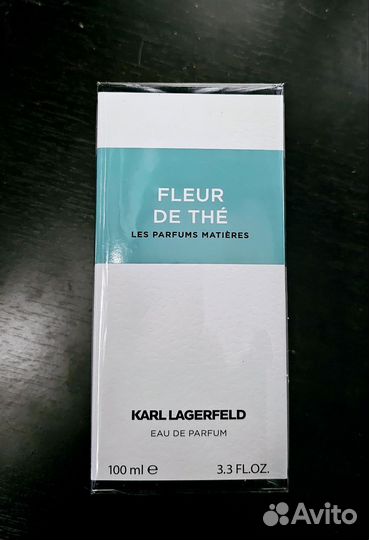 FLEUR
DE THÉ
LES PARFUMS MATIÈRES
KARL LAGERFELD
EAU DE PARFUM
100 ml ℮ 3.3 FL.OZ.
Avito